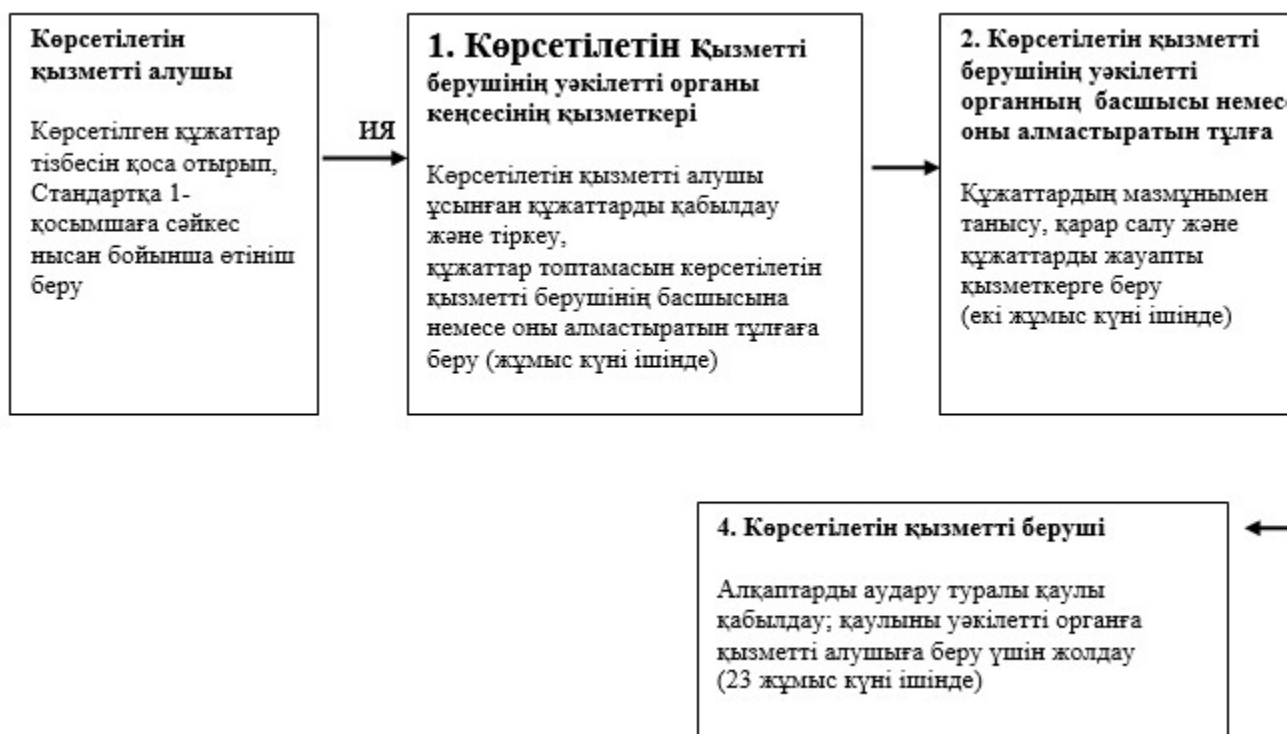 Көрсетілетін
қызметті алушы
Көрсетілген құжаттар
тізбесін қоса отырып,
Стандартқа 1-
қосымшаға сәйкес
нысан бойынша өтініш
беру
ИЯ
1. Көрсетілетін Қызметті
берушінің уәкілетті органы
кеңсесінің қызметкері
Көрсетілетін қызметті алушы
ұсынған құжаттарды қабылдау
және тіркеу,
құжаттар топтамасын көрсетілетін
қызметті берушінің басшысына
немесе оны алмастыратын тұлғаға
беру (жұмыс күні ішінде)
2. Көрсетілетін қызметті
берушінің уәкілетті
органның басшысы немесе
оны алмастыратын тұлға
Құжаттардың мазмұнымен
танысу, қарар салу және
құжаттарды жауапты
қызметкерге беру
(екі жұмыс күні ішінде)
4. Көрсетілетін қызметті беруші
Алқаптарды аудару туралы қаулы
қабылдау; қаулыны уәкілетті органға
қызметті алушыға беру үшін жолдау
(23 жұмыс күні ішінде)